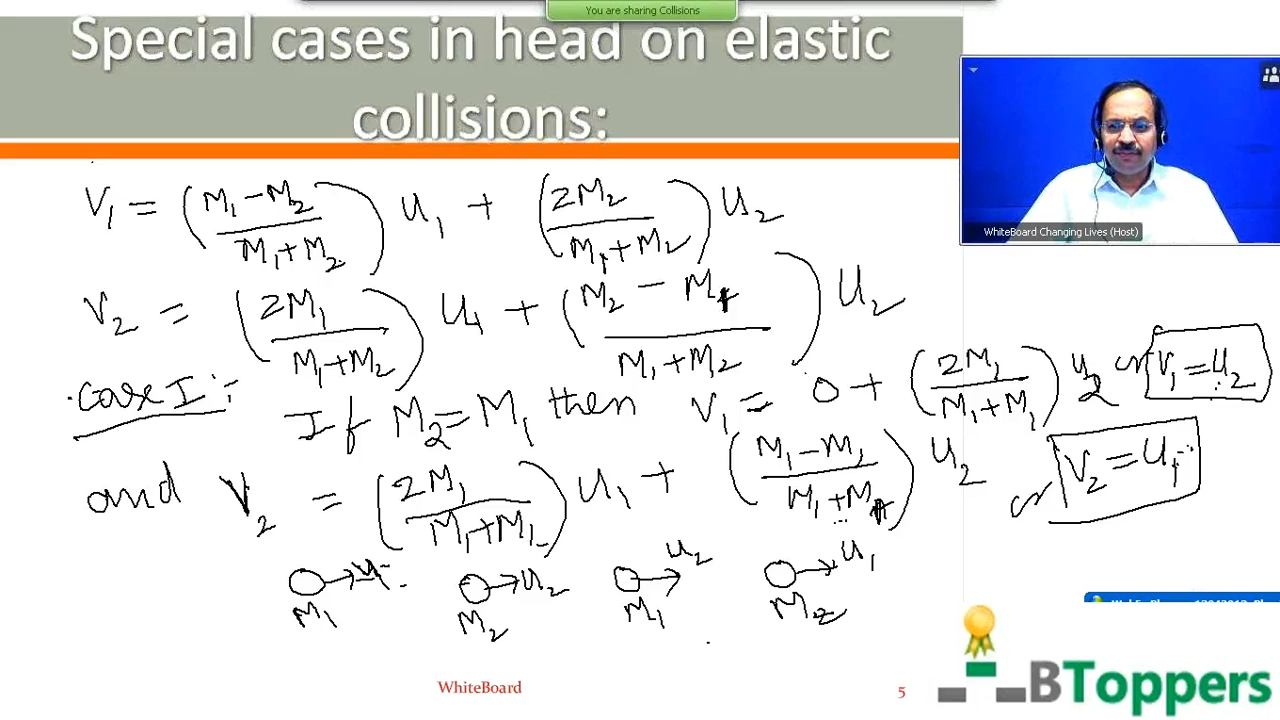 You are sharing Collisions
Special cases in head on elastic
collisions:
WhiteBoard Changing Lives (Host)
V₁ = ((M₁ - M₂)/(M₁ + M₂)) u₁ + (2M₂/(M₁ + M₂)) u₂
V₂ = (2M₁/(M₁ + M₂)) u₁ + ((M₂ - M₁)/(M₁ + M₂)) u₂
case I :-
If M₂ = M₁ then V₁ = 0 + (2M₁/(M₁ + M₁)) u₂ or V₁ = u₂
and V₂ = (2M₁/(M₁ + M₁)) u₁ + ((M₁ - M₁)/(M₁ + M₁)) u₂ or V₂ = u₁
u₁ u₂ u₂ u₁
M₁ M₂ M₁ M₂
WhiteBoard
5
BToppers